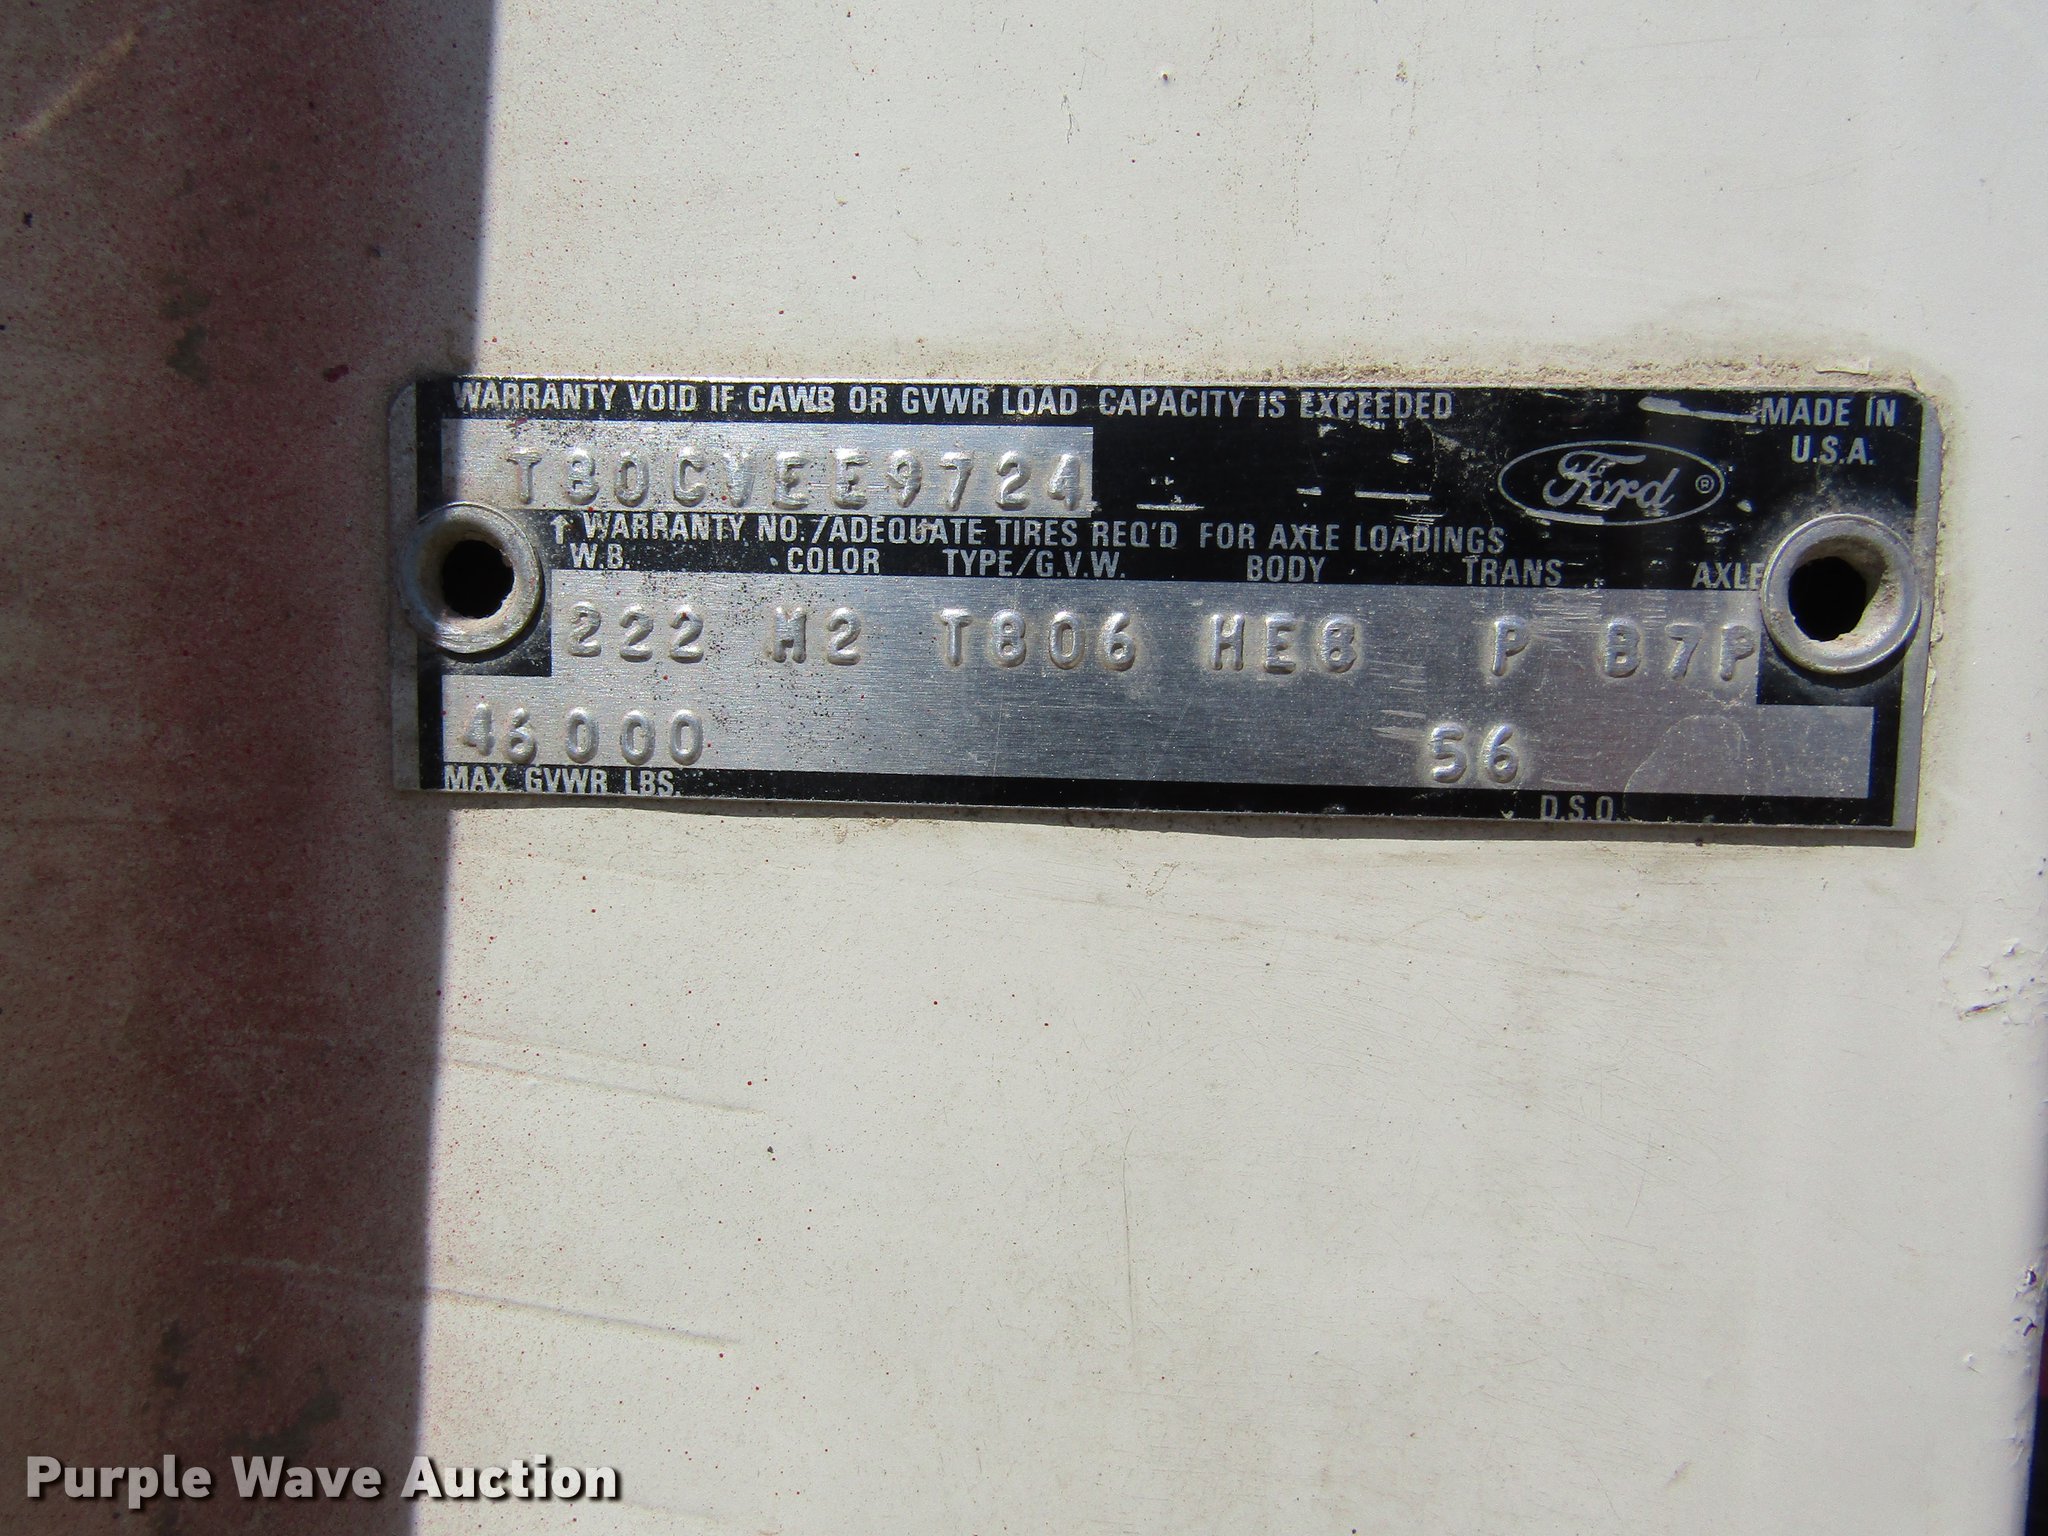 WARRANTY VOID IF GAWR OR GVWR LOAD CAPACITY IS EXCEEDED
MADE IN
U.S.A.
T80CVEE9724
Ford ®
↑ WARRANTY NO./ADEQUATE TIRES REQ'D FOR AXLE LOADINGS
W.B. COLOR TYPE/G.V.W. BODY TRANS AXLE
222 M2 T806 HE8 P B7P
46000 56
MAX. GVWR LBS. D.S.O.
Purple Wave Auction